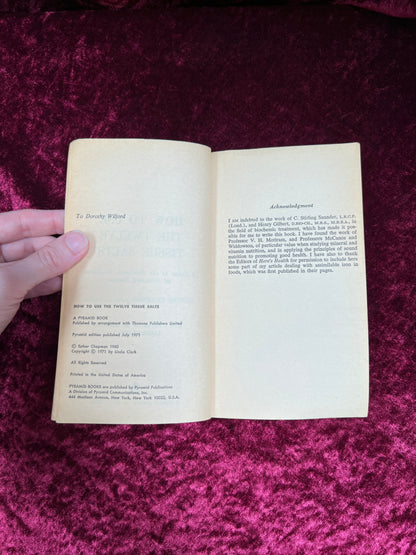 To Dorothy Wilford
HOW TO USE THE TWELVE TISSUE SALTS
A PYRAMID BOOK
Published by arrangement with Thorsons Publishers Limited
Pyramid edition published July 1971
© Esther Chapman 1960
Copyright © 1971 by Linda Clark
All Rights Reserved
Printed in the United States of America
PYRAMID BOOKS are published by Pyramid Publications
A Division of Pyramid Communications, Inc.
444 Madison Avenue, New York, New York 10022, U.S.A.
Acknowledgment
I am indebted to the work of C. Stirling Saunder, L.R.C.P.
(Lond.), and Henry Gilbert, M.B.E., M.B.B.A., in
the field of biochemic treatment, which has made it pos-
sible for me to write this book. I have found the work of
Professor V. H. Mottram, and Professors McCance and
Widdowson, of particular value when studying mineral and
vitamin nutrition, and in applying the principles of sound
nutrition to promoting good health. I have also to thank
the Editors of Here's Health for permission to include here
some part of my article dealing with assimilable iron in
foods, which was first published in their pages.